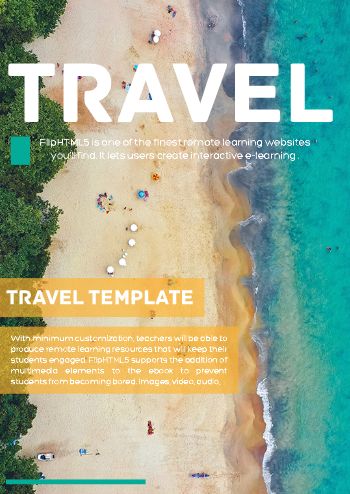 TRAVEL
FlipHTML5 is one of the finest remote learning websites
you'll find. It lets users create interactive e-learning.
TRAVEL TEMPLATE
With minimum customization, teachers will be able to
produce remote learning resources that will keep their
students engaged. FlipHTML5 supports the addition of
multimedia elements to the ebook to prevent
students from becoming bored. Images, video, audio,